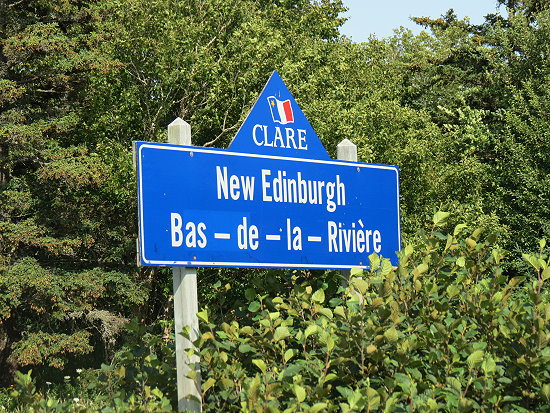 CLARE
New Edinburgh
Bas – de – la – Rivière